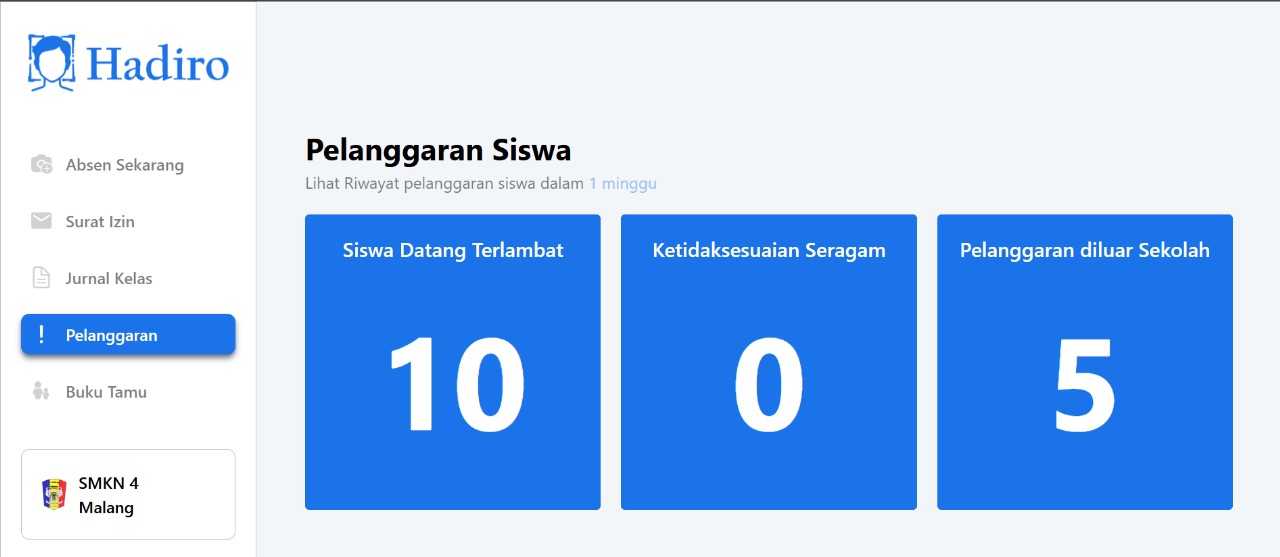 Hadiro
Absen Sekarang
Surat Izin
Jurnal Kelas
Pelanggaran
Buku Tamu
SMKN 4
Malang
Pelanggaran Siswa
Lihat Riwayat pelanggaran siswa dalam 1 minggu
Siswa Datang Terlambat
10
Ketidaksesuaian Seragam
0
Pelanggaran diluar Sekolah
5